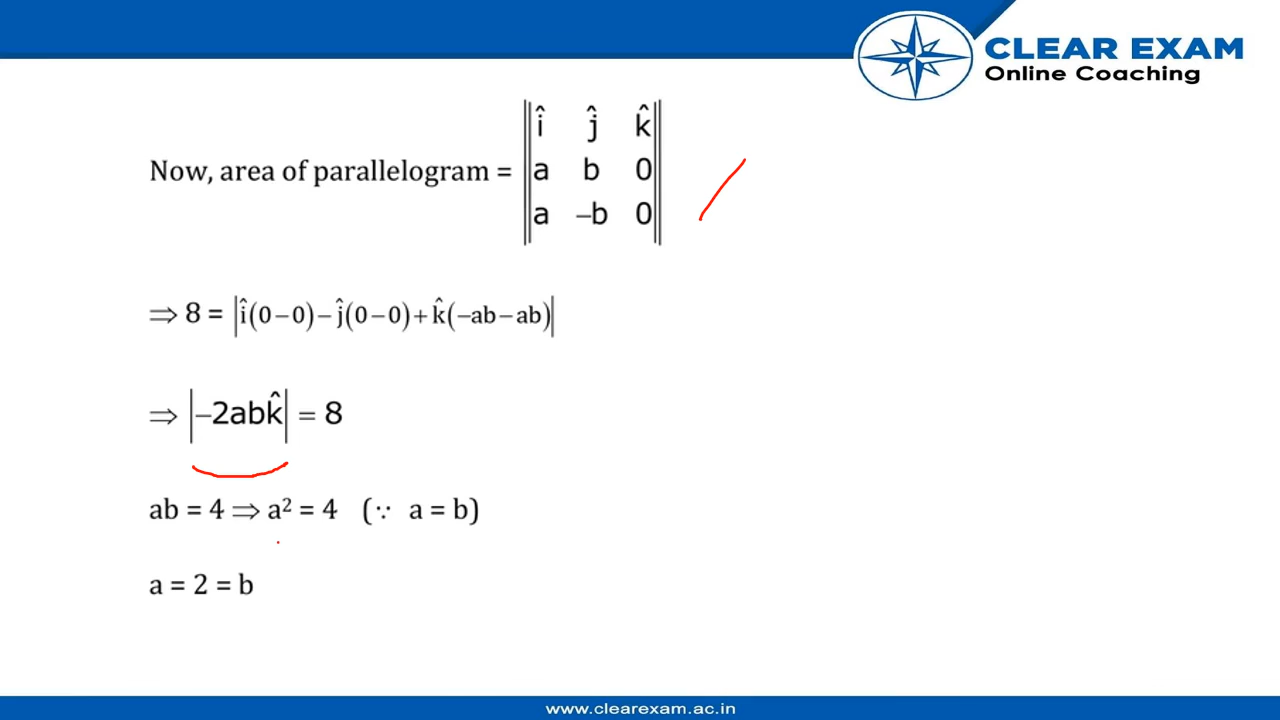 CLEAR EXAM
Online Coaching
Now, area of parallelogram = || î ĵ k̂ ||
a b 0
a –b 0
⇒ 8 = |î(0−0)−ĵ(0−0)+k̂(−ab−ab)|
⇒ |−2abk̂| = 8
ab = 4 ⇒ a² = 4 (∵ a = b)
a = 2 = b
www.clearexam.ac.in